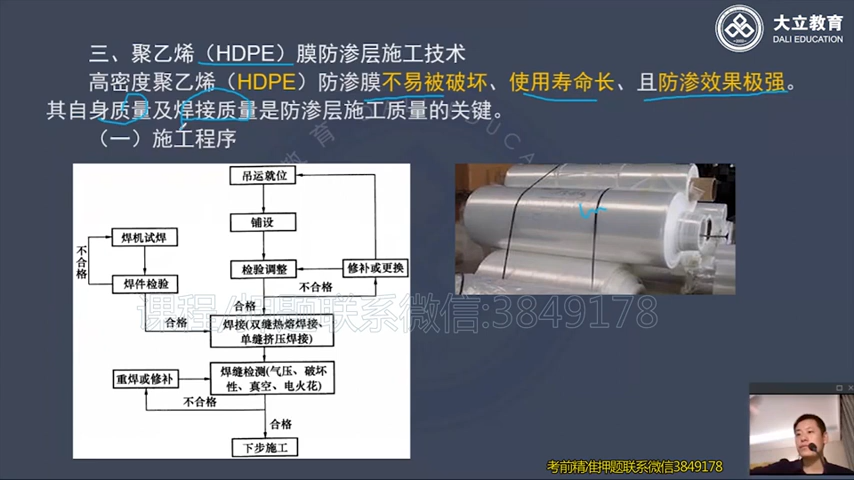 大立教育
DALI EDUCATION
三、聚乙烯（HDPE）膜防渗层施工技术
高密度聚乙烯（HDPE）防渗膜不易被破坏、使用寿命长、且防渗效果极强。
其自身质量及焊接质量是防渗层施工质量的关键。
（一）施工程序
吊运就位
铺设
焊机试焊
不合格
检验调整
修补或更换
焊件检验
不合格
合格
合格
焊接(双缝热熔焊接、
单缝挤压焊接)
焊缝检测(气压、破坏
性、真空、电火花)
重焊或修补
不合格
合格
下步施工
课程/押题联系微信:3849178
考前精准押题联系微信3849178